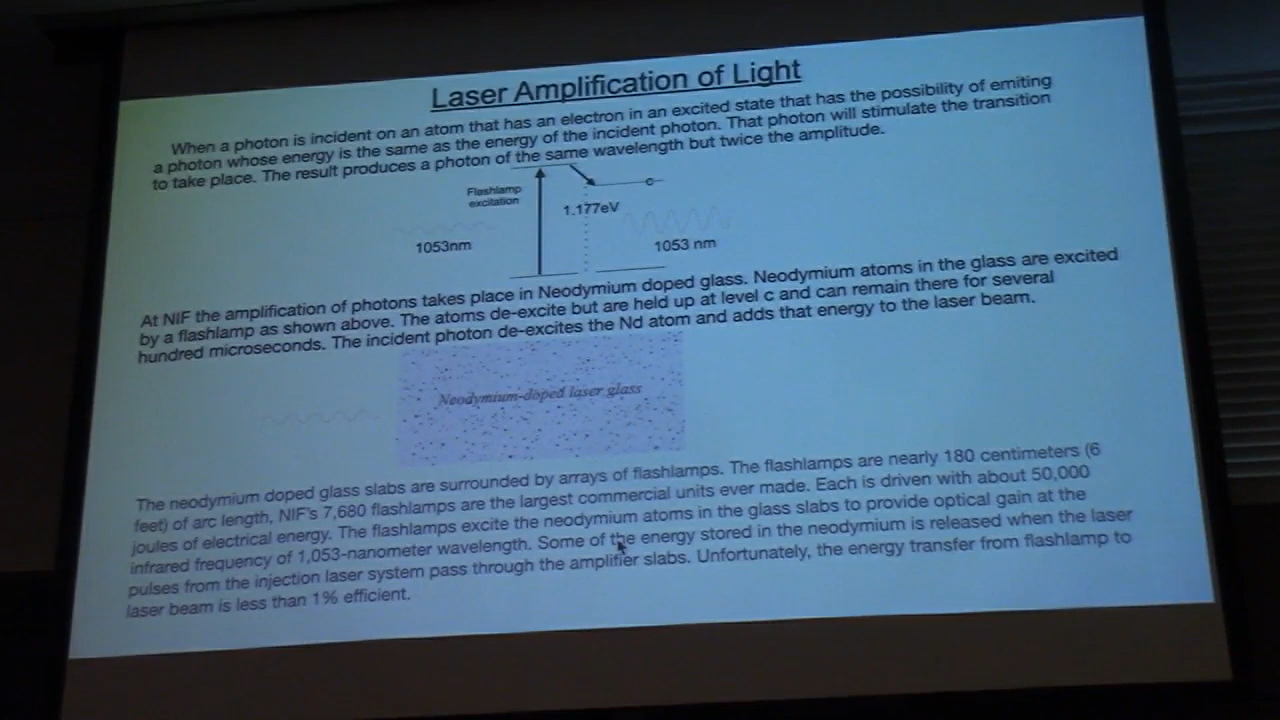 Laser Amplification of Light
When a photon is incident on an atom that has an electron in an excited state that has the possibility of emiting
a photon whose energy is the same as the energy of the incident photon. That photon will stimulate the transition
to take place. The result produces a photon of the same wavelength but twice the amplitude.
Flashlamp
excitation
c
1.177eV
1053nm
1053 nm
At NIF the amplification of photons takes place in Neodymium doped glass. Neodymium atoms in the glass are excited
by a flashlamp as shown above. The atoms de-excite but are held up at level c and can remain there for several
hundred microseconds. The incident photon de-excites the Nd atom and adds that energy to the laser beam.
Neodymium-doped laser glass
The neodymium doped glass slabs are surrounded by arrays of flashlamps. The flashlamps are nearly 180 centimeters (6
feet) of arc length, NIF's 7,680 flashlamps are the largest commercial units ever made. Each is driven with about 50,000
joules of electrical energy. The flashlamps excite the neodymium atoms in the glass slabs to provide optical gain at the
infrared frequency of 1,053-nanometer wavelength. Some of the energy stored in the neodymium is released when the laser
pulses from the injection laser system pass through the amplifier slabs. Unfortunately, the energy transfer from flashlamp to
laser beam is less than 1% efficient.